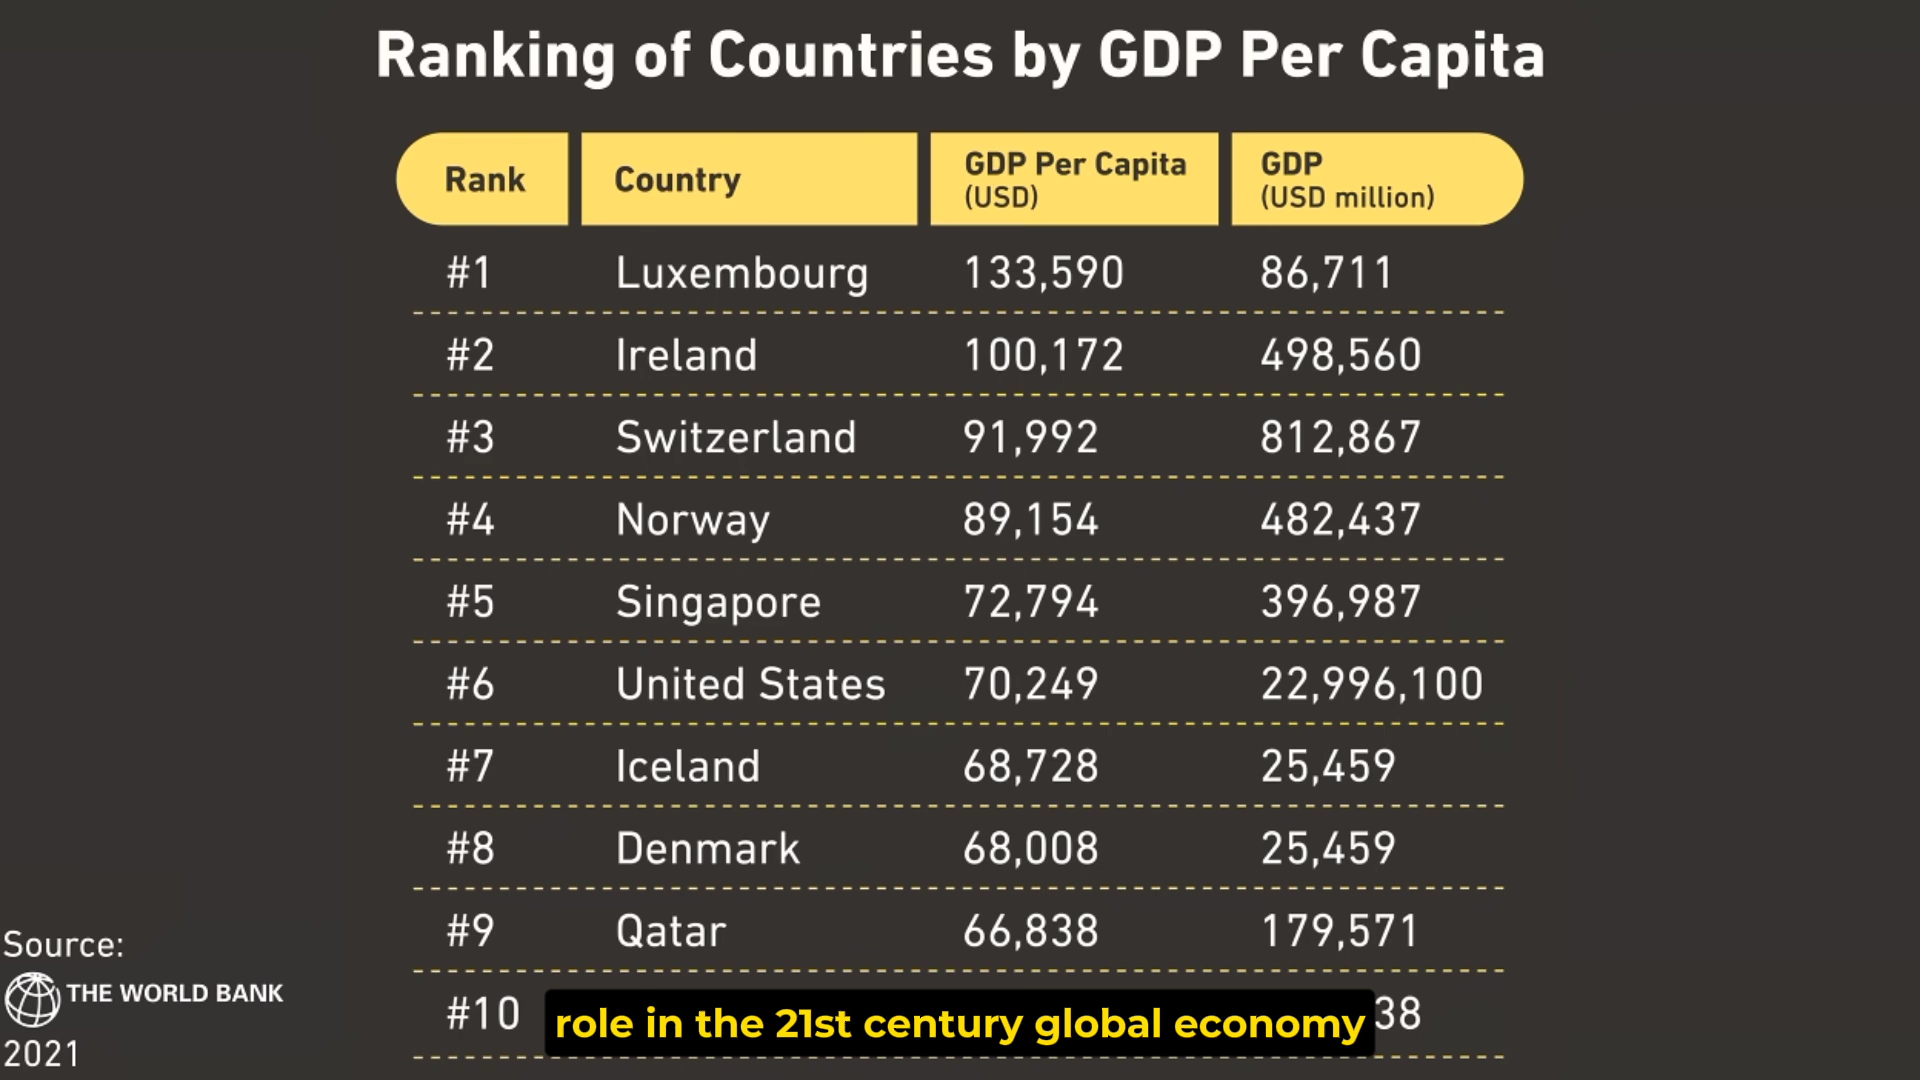 Ranking of Countries by GDP Per Capita
Rank Country GDP Per Capita (USD) GDP (USD million)
#1 Luxembourg 133,590 86,711
#2 Ireland 100,172 498,560
#3 Switzerland 91,992 812,867
#4 Norway 89,154 482,437
#5 Singapore 72,794 396,987
#6 United States 70,249 22,996,100
#7 Iceland 68,728 25,459
#8 Denmark 68,008 25,459
#9 Qatar 66,838 179,571
#10 38
role in the 21st century global economy
Source:
THE WORLD BANK
2021